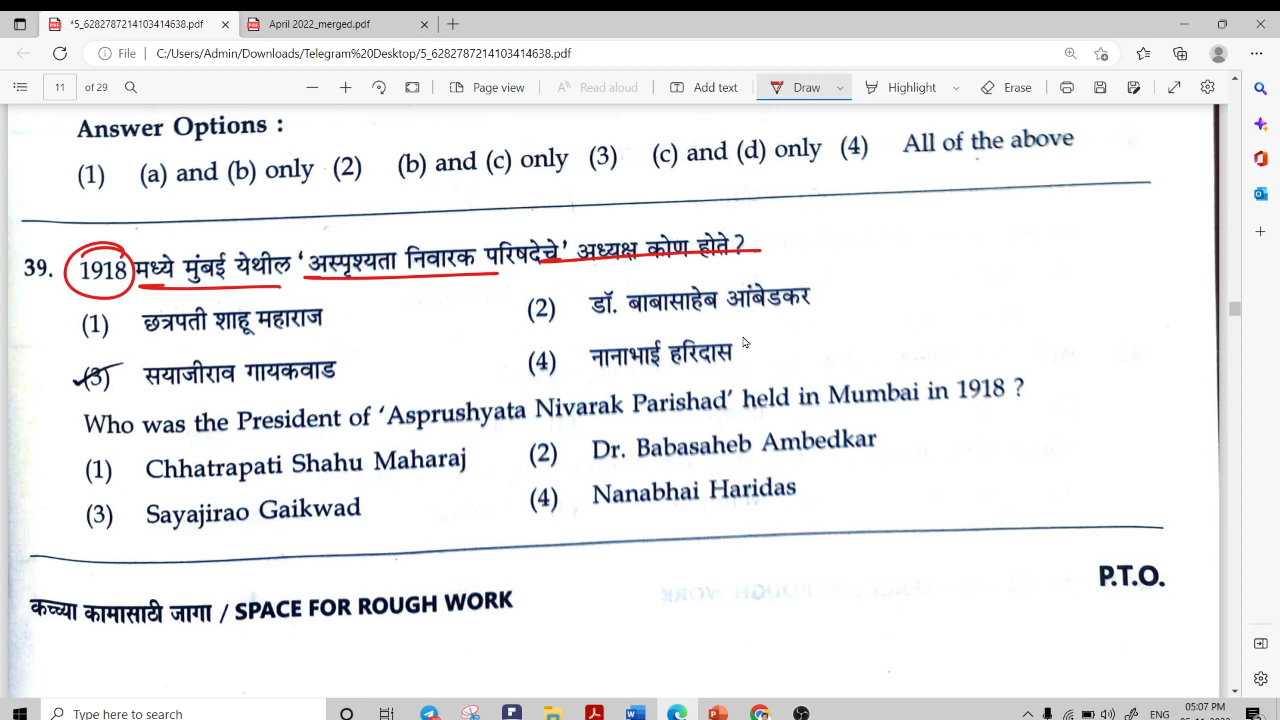 *5_6282787214103414638.pdf
April 2022_merged.pdf
File C:/Users/Admin/Downloads/Telegram%20Desktop/5_6282787214103414638.pdf
11 of 29 Page view Read aloud Add text Draw Highlight Erase
Answer Options :
(1) (a) and (b) only (2) (b) and (c) only (3) (c) and (d) only (4) All of the above
39. 1918 मध्ये मुंबई येथील ‘अस्पृश्यता निवारक परिषदेचे’ अध्यक्ष कोण होते ?
(1) छत्रपती शाहू महाराज (2) डॉ. बाबासाहेब आंबेडकर
(3) सयाजीराव गायकवाड (4) नानाभाई हरिदास
Who was the President of ‘Asprushyata Nivarak Parishad’ held in Mumbai in 1918 ?
(1) Chhatrapati Shahu Maharaj (2) Dr. Babasaheb Ambedkar
(3) Sayajirao Gaikwad (4) Nanabhai Haridas
P.T.O.
कच्च्या कामासाठी जागा / SPACE FOR ROUGH WORK
Type here to search
ENG
05:07 PM